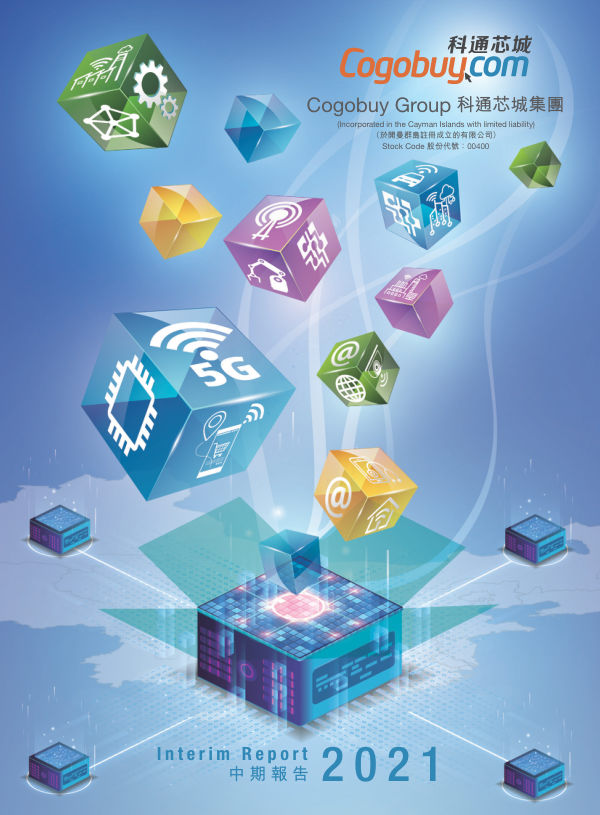 科通芯城
Cogobuy.com
Cogobuy Group 科通芯城集團
(Incorporated in the Cayman Islands with limited liability)
（於開曼群島註冊成立的有限公司）
Stock Code 股份代號：00400
@
5G
@
Interim Report
中期報告
2021